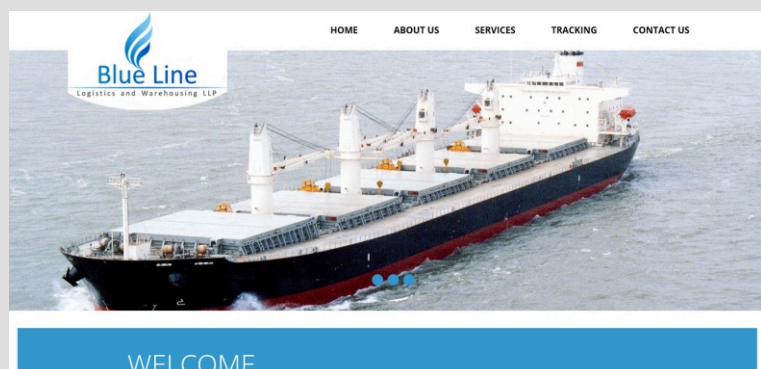 HOME ABOUT US SERVICES TRACKING CONTACT US
Blue Line
Logistics and Warehousing LLP
WELCOME